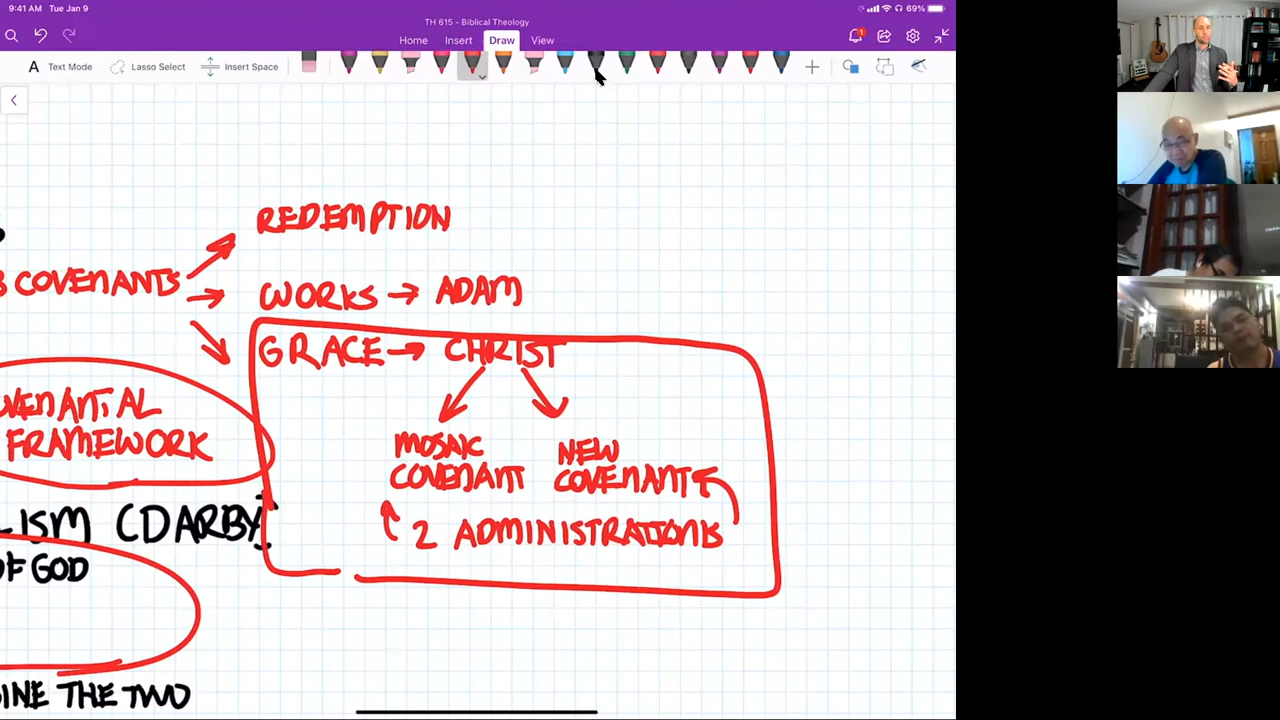 9:41 AM Tue Jan 9
69%
TH 615 - Biblical Theology
Home Insert Draw View
1
A Text Mode Lasso Select Insert Space
REDEMPTION
3 COVENANTS
WORKS → ADAM
GRACE → CHRIST
OVENANTIAL
FRAMEWORK
MOSAIC
COVENANT
NEW
COVENANT
2 ADMINISTRATIONS
LISM (DARBY)
OF GOD
INE THE TWO